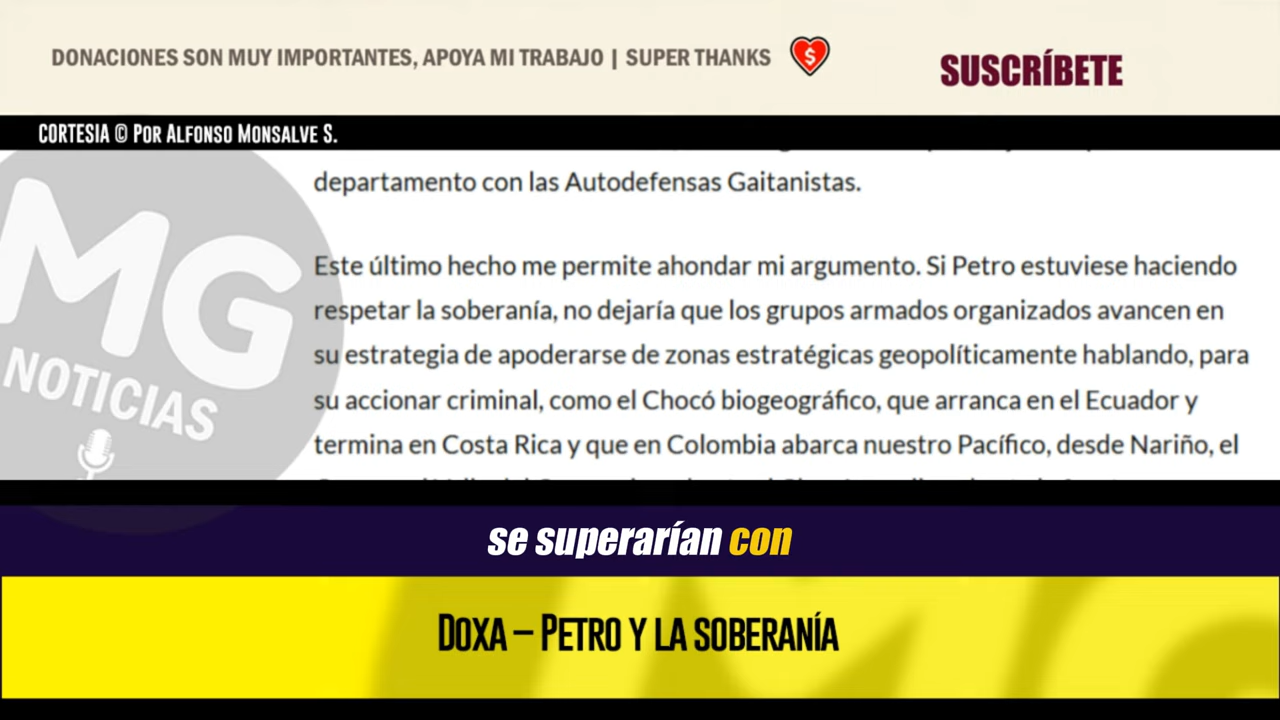 DONACIONES SON MUY IMPORTANTES, APOYA MI TRABAJO | SUPER THANKS
SUSCRÍBETE
CORTESIA © POR ALFONSO MONSALVE S.
departamento con las Autodefensas Gaitanistas.
Este último hecho me permite ahondar mi argumento. Si Petro estuviese haciendo
respetar la soberanía, no dejaría que los grupos armados organizados avancen en
su estrategia de apoderarse de zonas estratégicas geopolíticamente hablando, para
su accionar criminal, como el Chocó biogeográfico, que arranca en el Ecuador y
termina en Costa Rica y que en Colombia abarca nuestro Pacífico, desde Nariño, el
MG
NOTICIAS
se superarían con
DOXA – PETRO Y LA SOBERANÍA